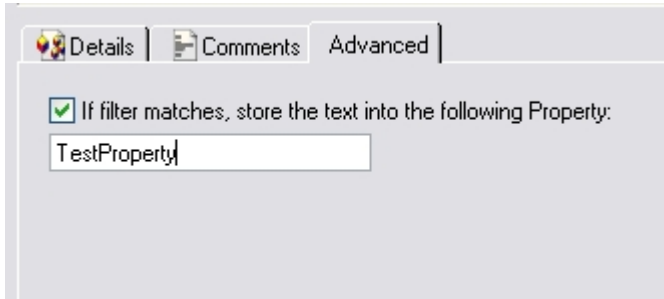 Details Comments Advanced
If filter matches, store the text into the following Property:
TestProperty